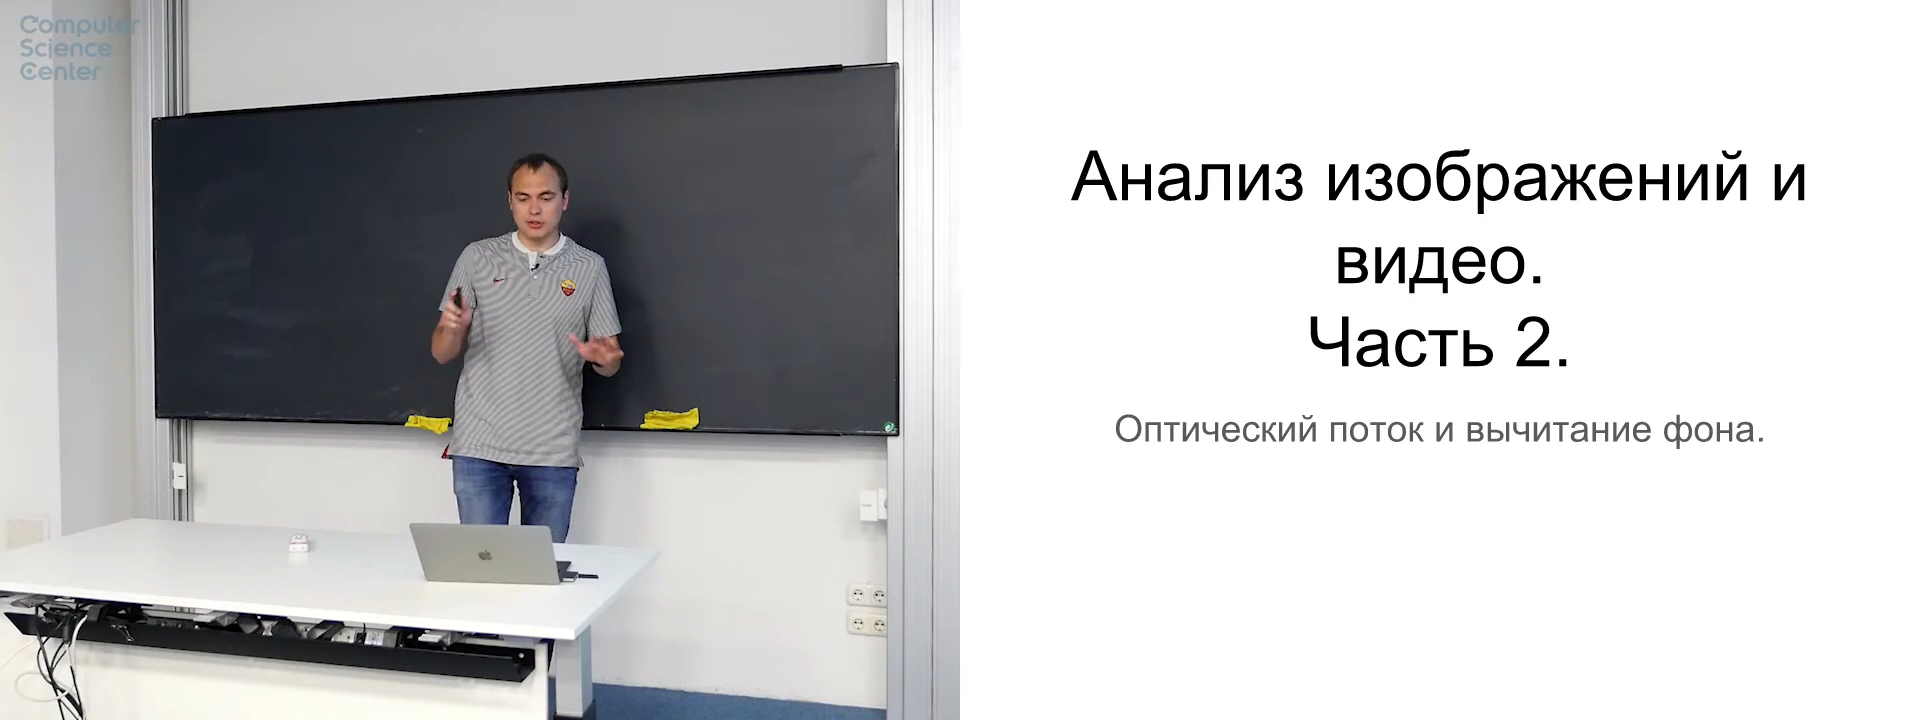 Computer
Science
Center
Анализ изображений и
видео.
Часть 2.
Оптический поток и вычитание фона.